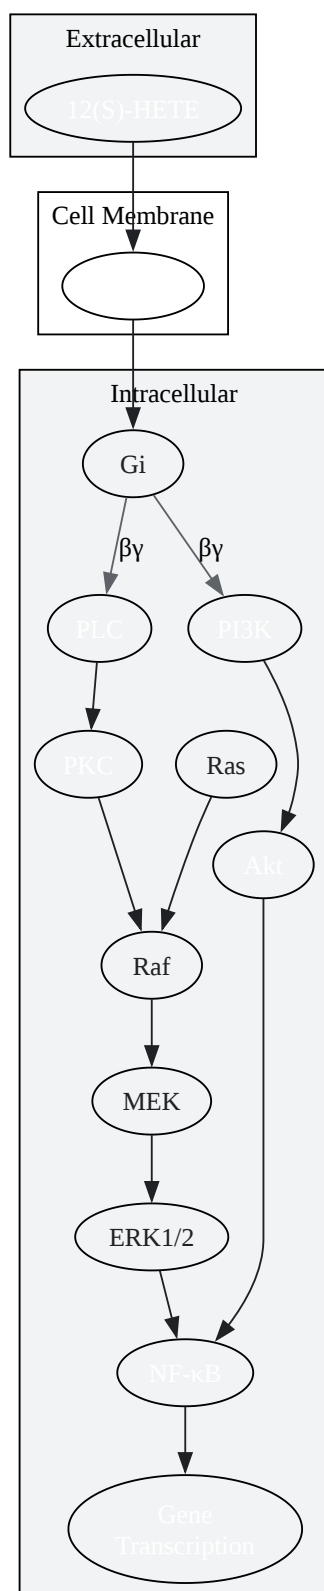 Extracellular
12(S)-HETE
Cell Membrane
Intracellular
Gi
βγ
βγ
PLC
PI3K
PKC
Ras
Akt
Raf
MEK
ERK1/2
NF-κB
Gene
Transcription